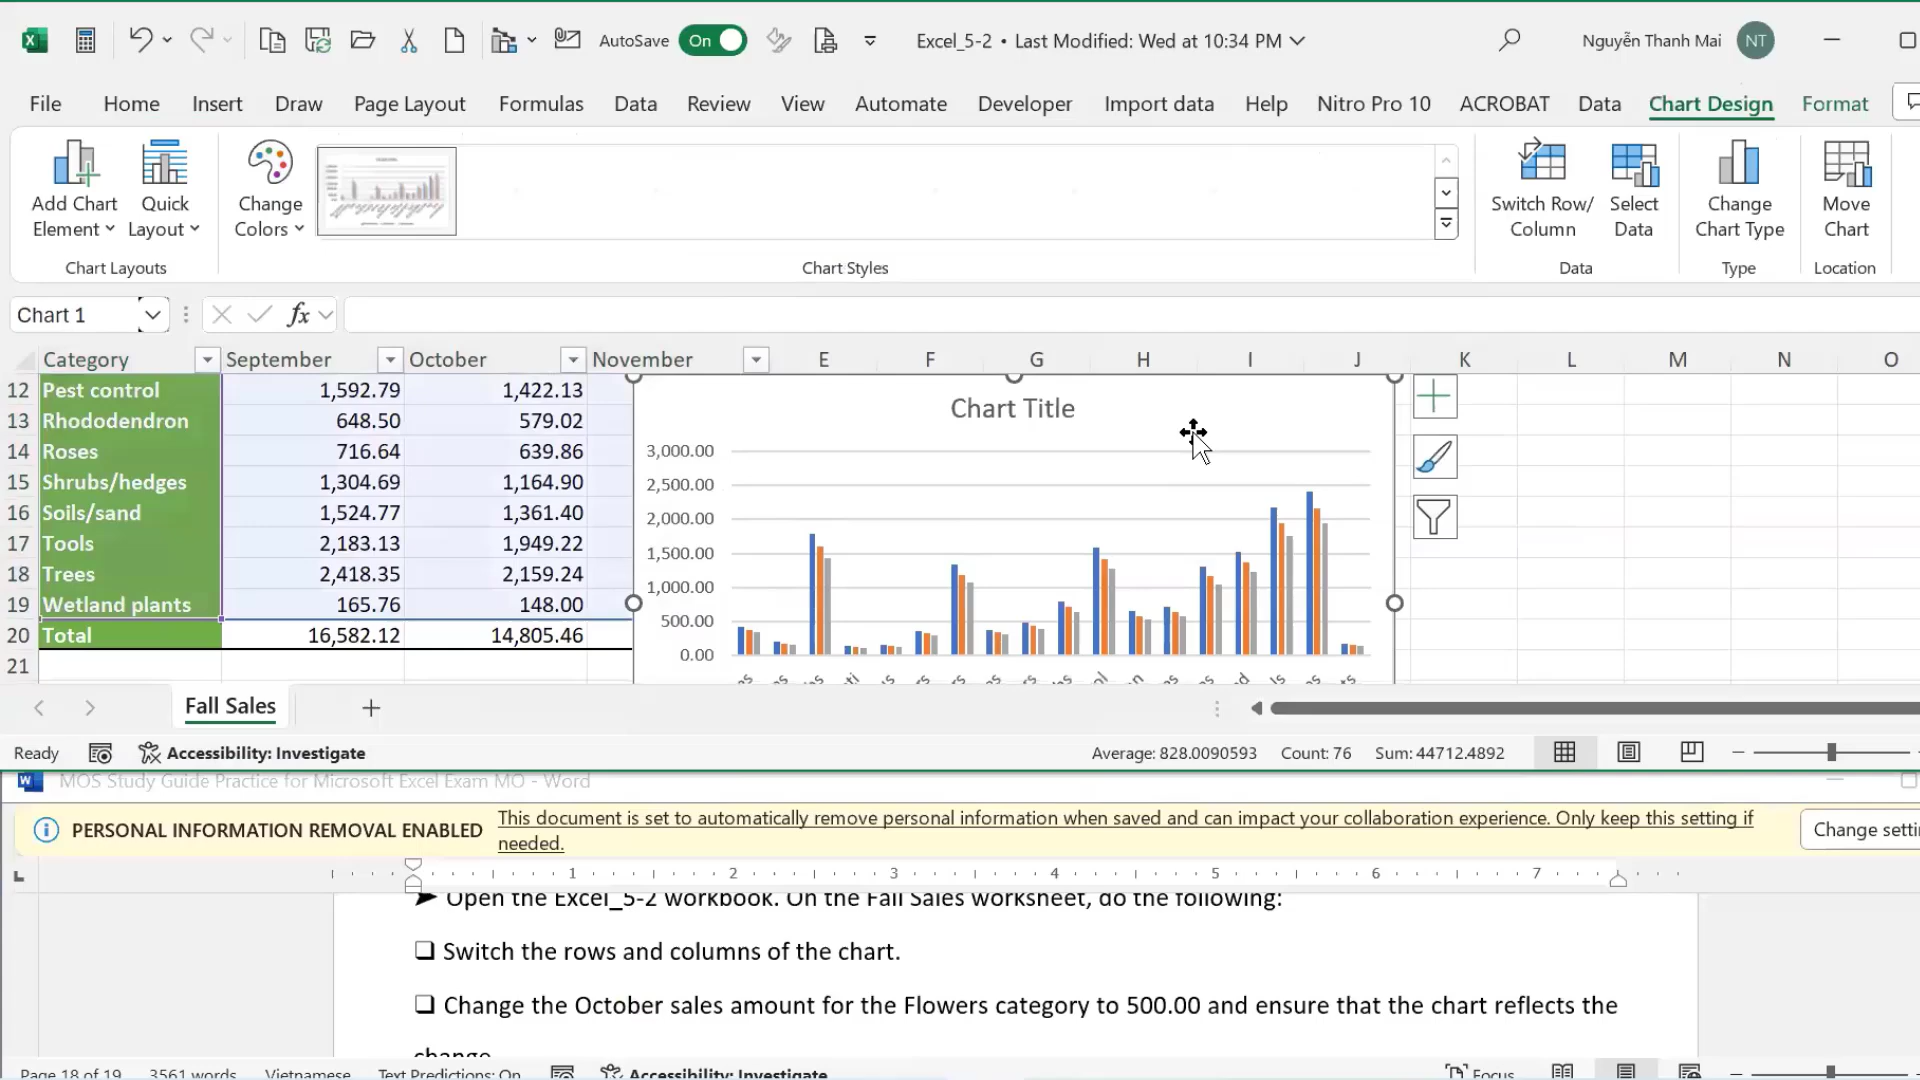 AutoSave On Excel_5-2 • Last Modified: Wed at 10:34 PM Nguyễn Thanh Mai NT
File Home Insert Draw Page Layout Formulas Data Review View Automate Developer Import data Help Nitro Pro 10 ACROBAT Data Chart Design Format
Add Chart Element Quick Layout Change Colors Switch Row/ Column Select Data Change Chart Type Move Chart
Chart Layouts Chart Styles Data Type Location
Chart 1 fx
Category September October November E F G H I J K L M N O
12 Pest control 1,592.79 1,422.13
13 Rhododendron 648.50 579.02
14 Roses 716.64 639.86
15 Shrubs/hedges 1,304.69 1,164.90
16 Soils/sand 1,524.77 1,361.40
17 Tools 2,183.13 1,949.22
18 Trees 2,418.35 2,159.24
19 Wetland plants 165.76 148.00
20 Total 16,582.12 14,805.46
21
Chart Title
3,000.00
2,500.00
2,000.00
1,500.00
1,000.00
500.00
0.00
Fall Sales
Ready Accessibility: Investigate Average: 828.0090593 Count: 76 Sum: 44712.4892
MOS Study Guide Practice for Microsoft Excel Exam MO - Word
PERSONAL INFORMATION REMOVAL ENABLED This document is set to automatically remove personal information when saved and can impact your collaboration experience. Only keep this setting if
needed.
Change
1 2 3 4 5 6 7
➤ Open the Excel_5-2 workbook. On the Fall Sales worksheet, do the following:
❑ Switch the rows and columns of the chart.
❑ Change the October sales amount for the Flowers category to 500.00 and ensure that the chart reflects the
change.
Page 18 of 19 3561 words Vietnamese Text Predictions: On Accessibility: Investigate Focus